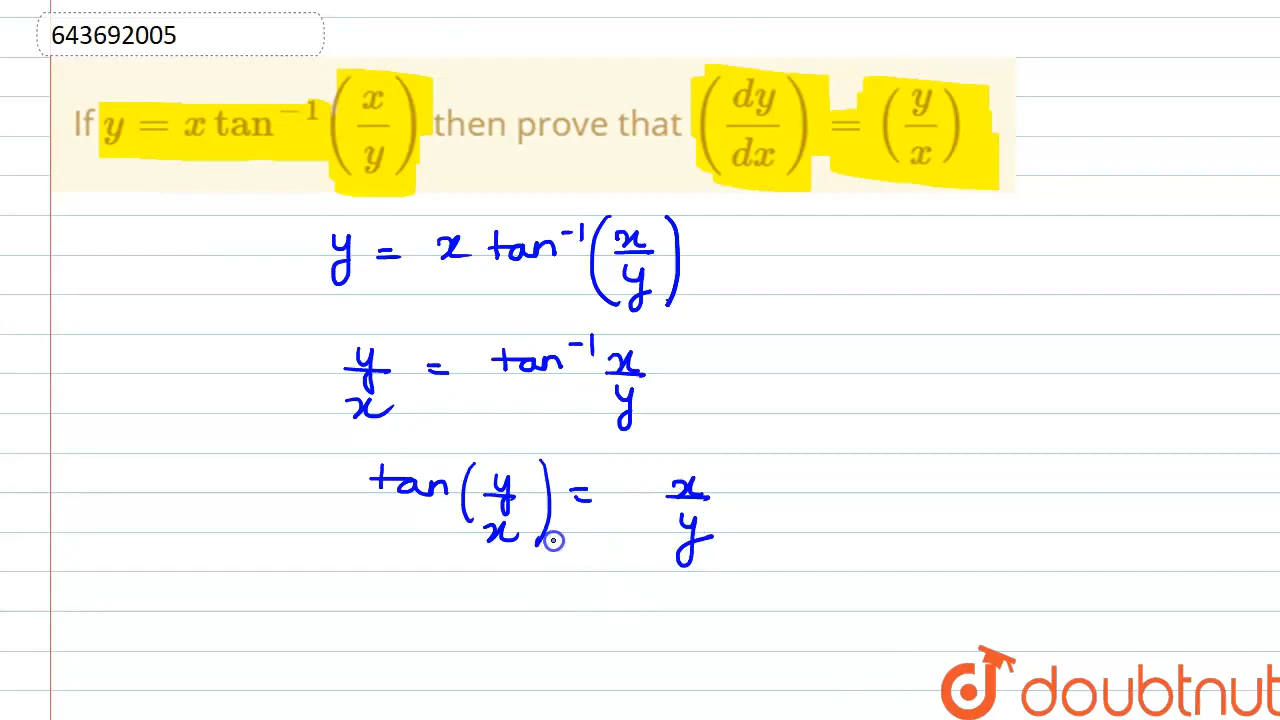 643692005
If y = x tan⁻¹(x/y) then prove that (dy/dx) = (y/x)
y = x tan⁻¹(x/y)
y/x = tan⁻¹ x/y
tan(y/x) = x/y
doubtnut